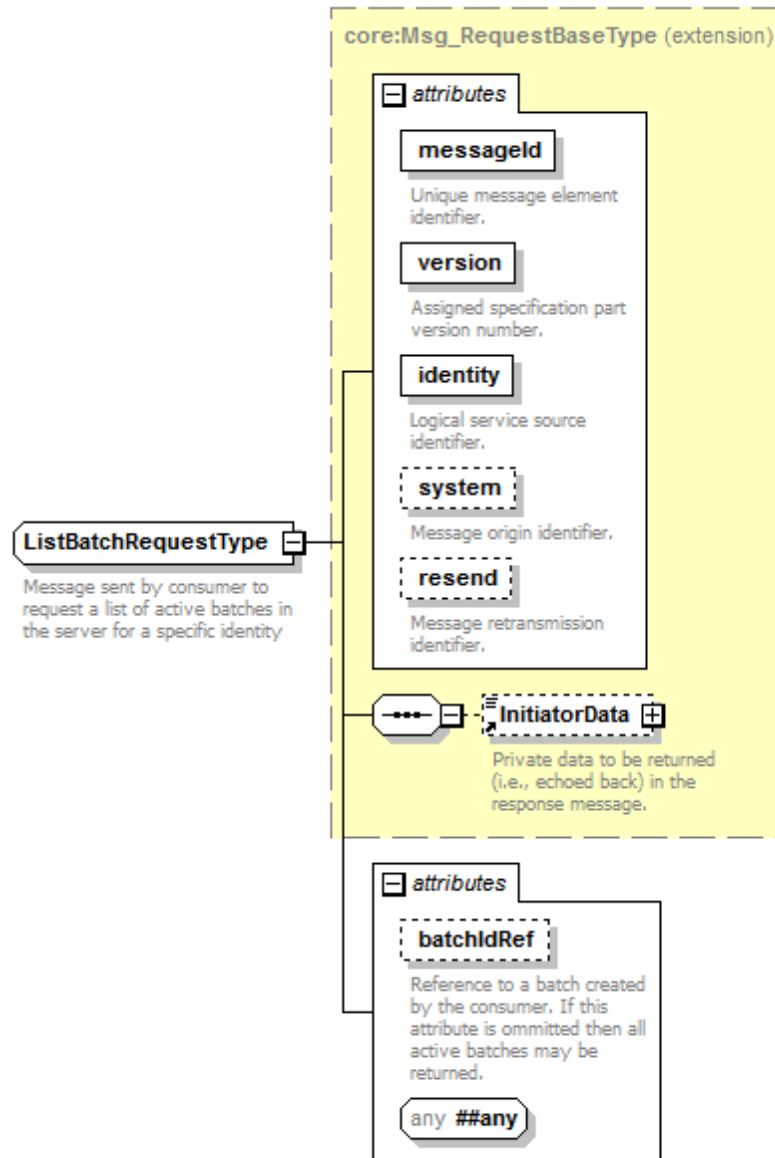 core:Msg_RequestBaseType (extension)
attributes
messageId
Unique message element
identifier.
version
Assigned specification part
version number.
identity
Logical service source
identifier.
system
Message origin identifier.
resend
Message retransmission
identifier.
ListBatchRequestType
Message sent by consumer to
request a list of active batches in
the server for a specific identity
InitiatorData
Private data to be returned
(i.e., echoed back) in the
response message.
attributes
batchIdRef
Reference to a batch created
by the consumer. If this
attribute is ommitted then all
active batches may be
returned.
any ##any